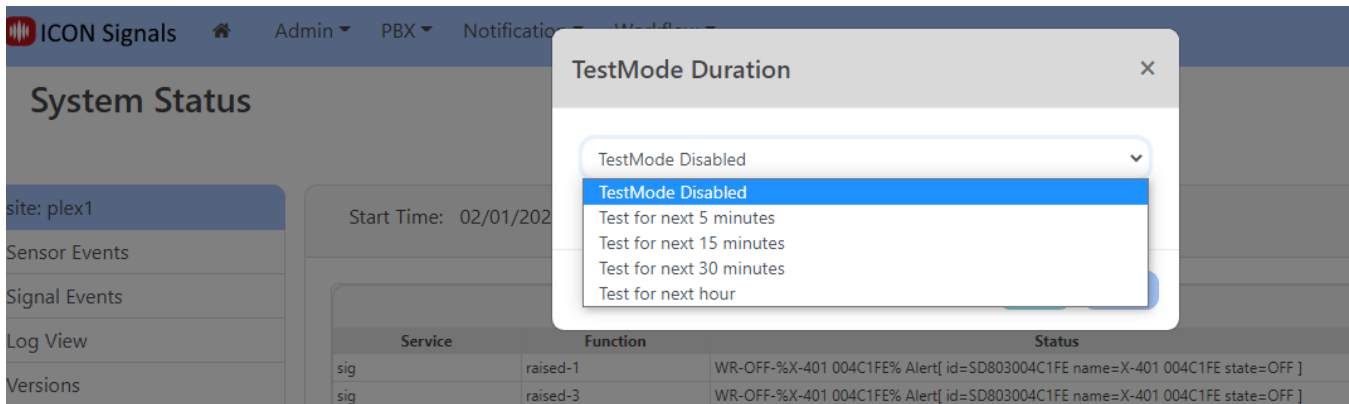 ICON Signals Admin PBX Notification
TestMode Duration ×
System Status
TestMode Disabled
TestMode Disabled
Test for next 5 minutes
Test for next 15 minutes
Test for next 30 minutes
Test for next hour
site: plex1
Sensor Events
Signal Events
Log View
Versions
Start Time: 02/01/202
Service Function Status
sig raised-1 WR-OFF-%X-401 004C1FE% Alert[ id=SD803004C1FE name=X-401 004C1FE state=OFF ]
sig raised-3 WR-OFF-%X-401 004C1FE% Alert[ id=SD803004C1FE name=X-401 004C1FE state=OFF ]